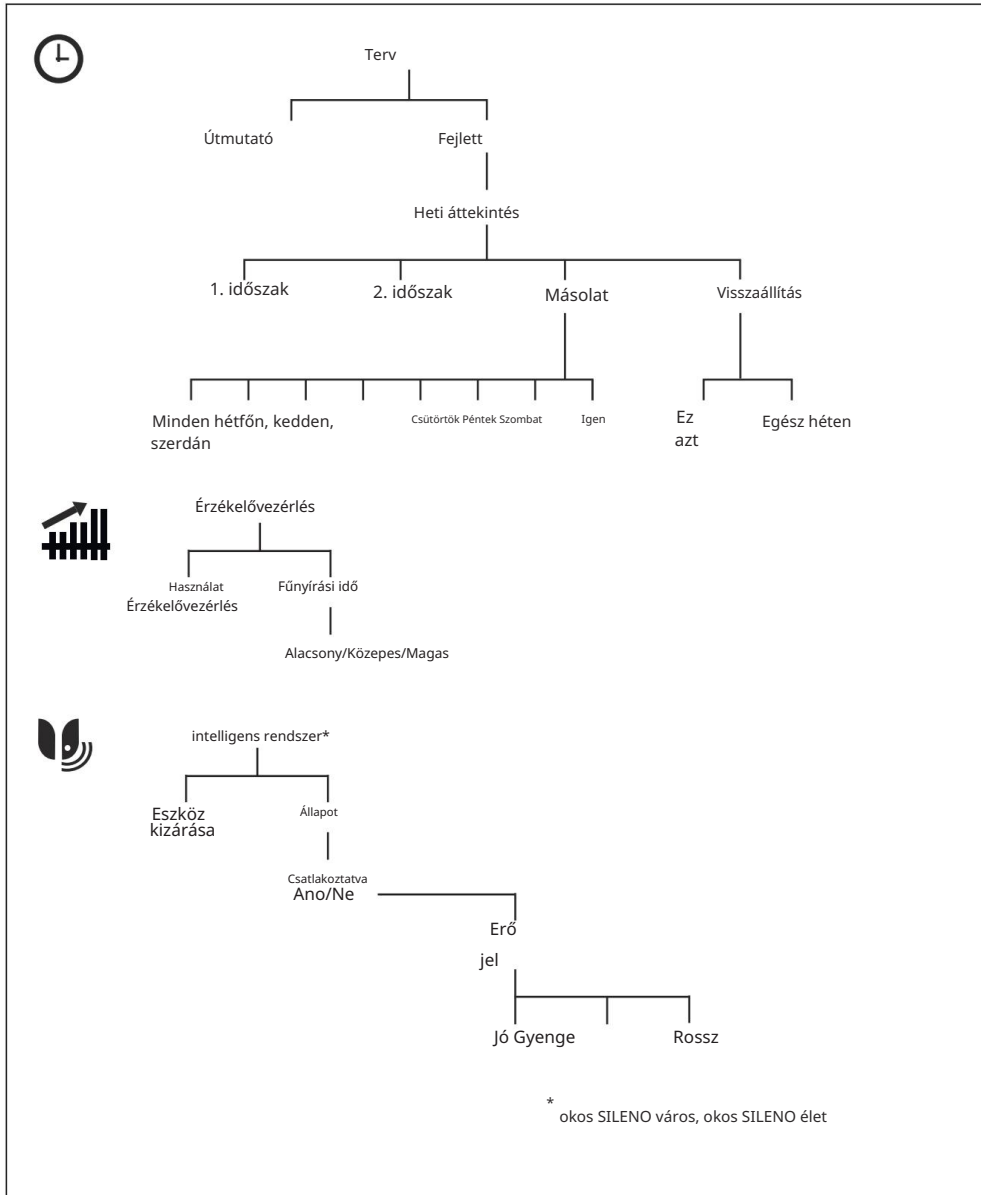 Terv
Útmutató
Fejlett
Heti áttekintés
1. időszak
2. időszak
Másolat
Visszaállítás
Minden hétfőn, kedden,
szerdán
Csütörtök Péntek Szombat
Igen
Ez
azt
Egész héten
Érzékelővezérlés
Használat
Érzékelővezérlés
Fűnyírási idő
Alacsony/Közepes/Magas
intelligens rendszer*
Eszköz
kizárása
Állapot
Csatlakoztatva
Ano/Ne
Erő
jel
Jó Gyenge
Rossz
*
okos SILENO város, okos SILENO élet